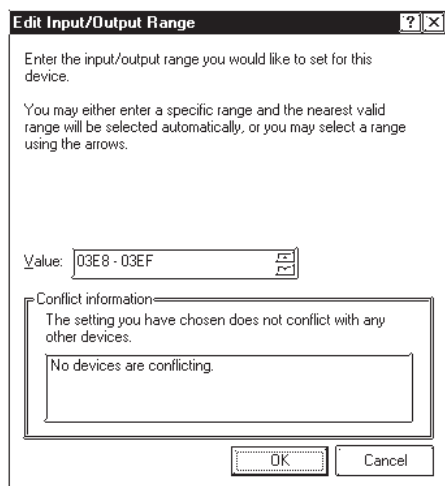 Edit Input/Output Range
Enter the input/output range you would like to set for this
device.
You may either enter a specific range and the nearest valid
range will be selected automatically, or you may select a range
using the arrows.
Value: 03E8 - 03EF
Conflict information
The setting you have chosen does not conflict with any
other devices.
No devices are conflicting.
OK Cancel